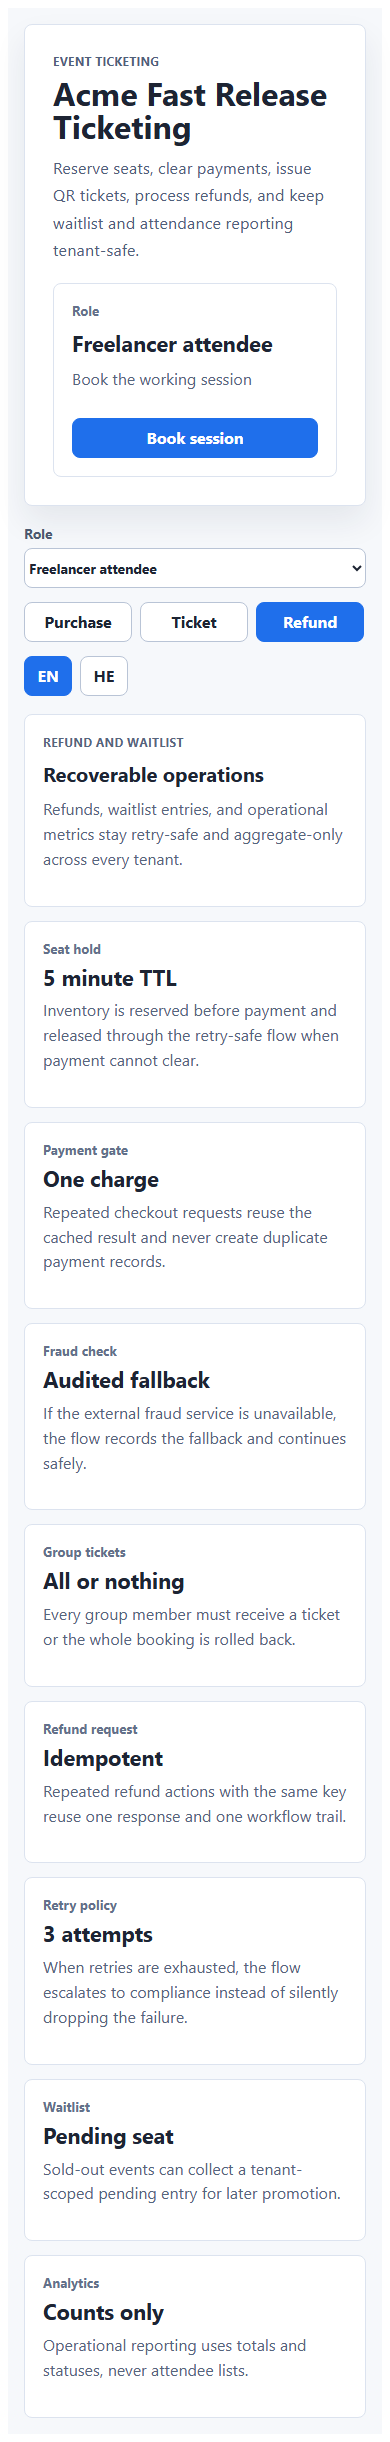 EVENT TICKETING
Acme Fast Release
Ticketing
Reserve seats, clear payments, issue
QR tickets, process refunds, and keep
waitlist and attendance reporting
tenant-safe.
Role
Freelancer attendee
Book the working session
Book session
Role
Freelancer attendee
Purchase
Ticket
Refund
EN
HE
REFUND AND WAITLIST
Recoverable operations
Refunds, waitlist entries, and operational
metrics stay retry-safe and aggregate-only
across every tenant.
Seat hold
5 minute TTL
Inventory is reserved before payment and
released through the retry-safe flow when
payment cannot clear.
Payment gate
One charge
Repeated checkout requests reuse the
cached result and never create duplicate
payment records.
Fraud check
Audited fallback
If the external fraud service is unavailable,
the flow records the fallback and continues
safely.
Group tickets
All or nothing
Every group member must receive a ticket
or the whole booking is rolled back.
Refund request
Idempotent
Repeated refund actions with the same key
reuse one response and one workflow trail.
Retry policy
3 attempts
When retries are exhausted, the flow
escalates to compliance instead of silently
dropping the failure.
Waitlist
Pending seat
Sold-out events can collect a tenant-
scoped pending entry for later promotion.
Analytics
Counts only
Operational reporting uses totals and
statuses, never attendee lists.